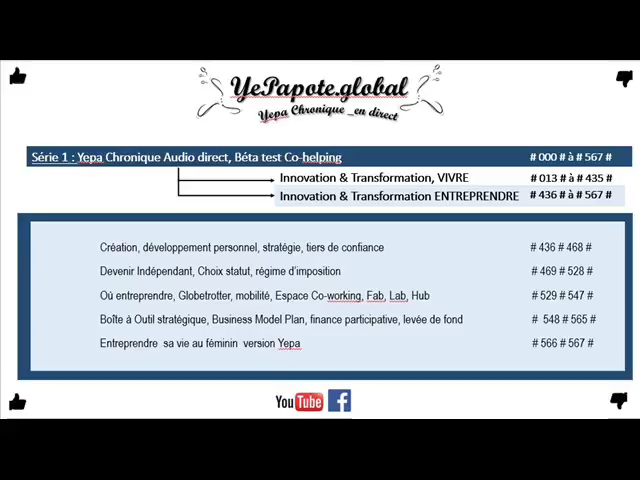 YePapote.global
Yepa Chronique _en direct
Série 1 : Yepa Chronique Audio direct, Béta test Co-helping # 000 # à # 567 #
Innovation & Transformation, VIVRE # 013 # à # 435 #
Innovation & Transformation ENTREPRENDRE # 436 # à # 567 #
Création, développement personnel, stratégie, tiers de confiance # 436 # 468 #
Devenir Indépendant, Choix statut, régime d'imposition # 469 # 528 #
Où entreprendre, Globetrotter, mobilité, Espace Co-working, Fab, Lab, Hub # 529 # 547 #
Boîte à Outil stratégique, Business Model Plan, finance participative, levée de fond # 548 # 565 #
Entreprendre sa vie au féminin version Yepa # 566 # 567 #
YouTube f